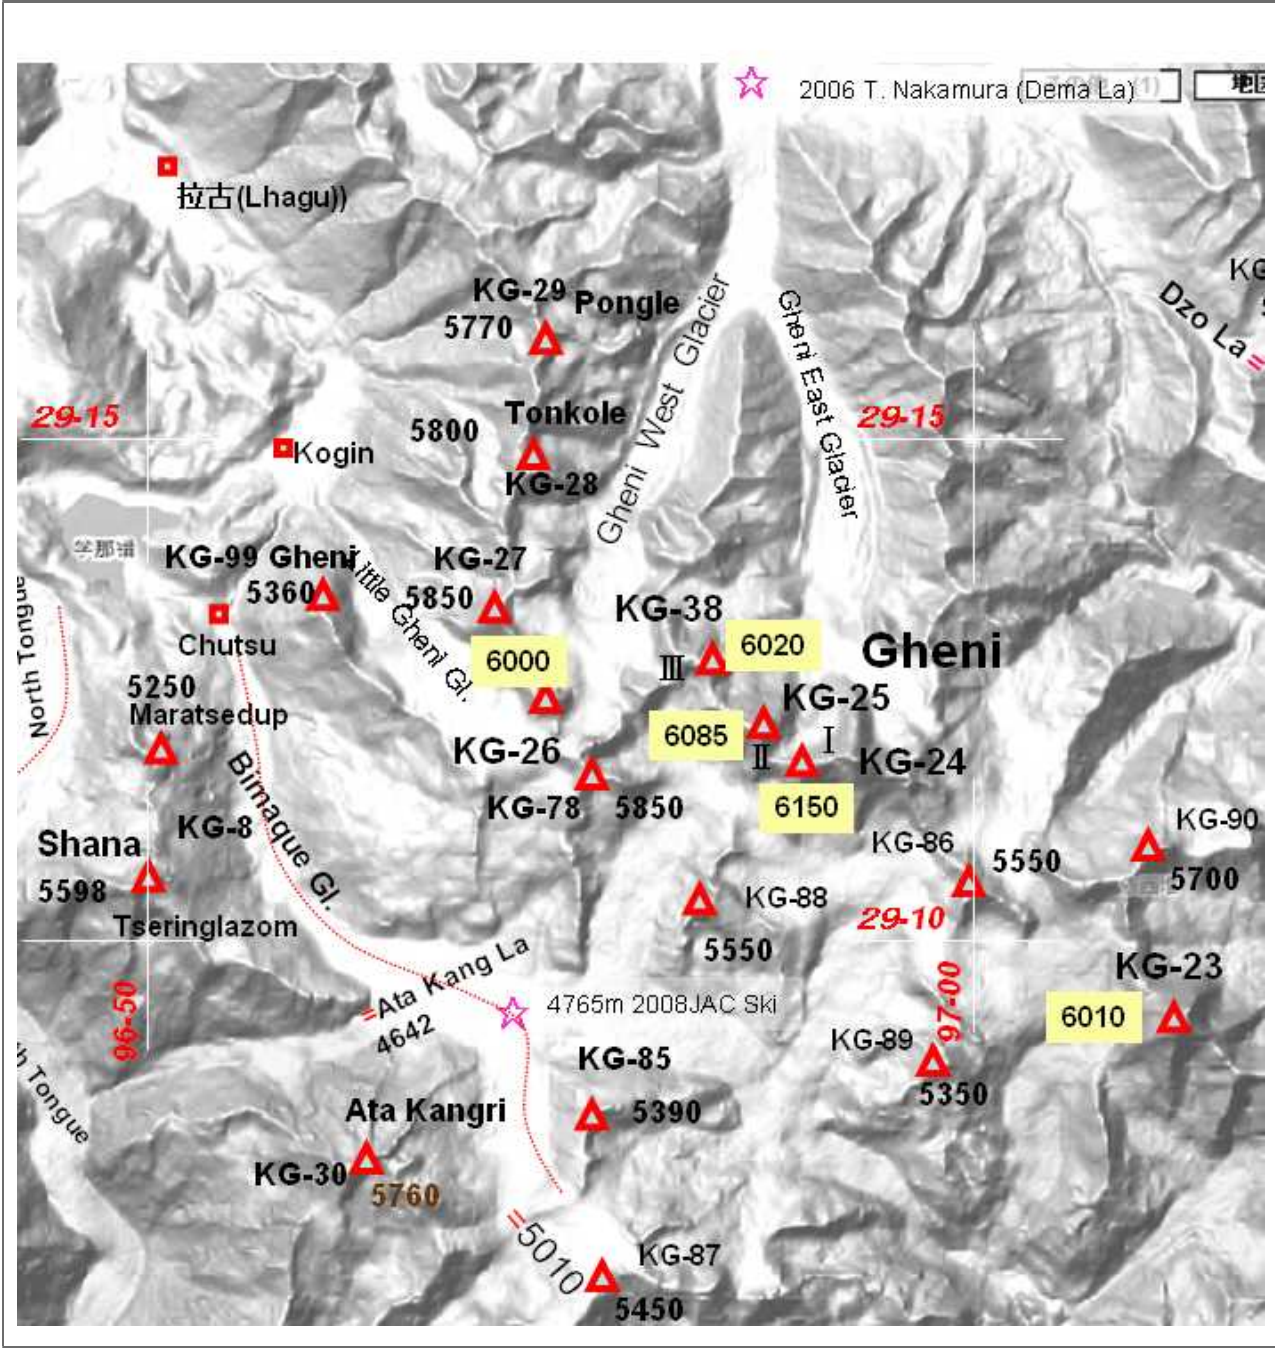 2006 T. Nakamura (Dema La)
拉古(Lhagu))
KG-29
Pongle
5770
Gheni West Glacier
Gheni East Glacier
Dzo La
KG
29-15
29-15
5800
Tonkole
Kogin
KG-28
KG-99 Gheni
KG-27
5360
5850
Little Gheni Gl.
KG-38
6020
North Tongue
Chutsu
6000
Ⅲ
Gheni
5250
Maratsedup
KG-25
6085
Ⅰ
Ⅱ
KG-26
KG-24
Bimaque Gl.
KG-78
5850
6150
KG-8
Shana
KG-86
KG-90
5598
5550
5700
Tseringlazom
KG-88
29-10
5550
KG-23
96-50
Ata Kang La
4642
4765m 2008JAC Ski
97-00
6010
h Tongue
KG-89
KG-85
5350
Ata Kangri
5390
KG-30
5760
5010
KG-87
5450